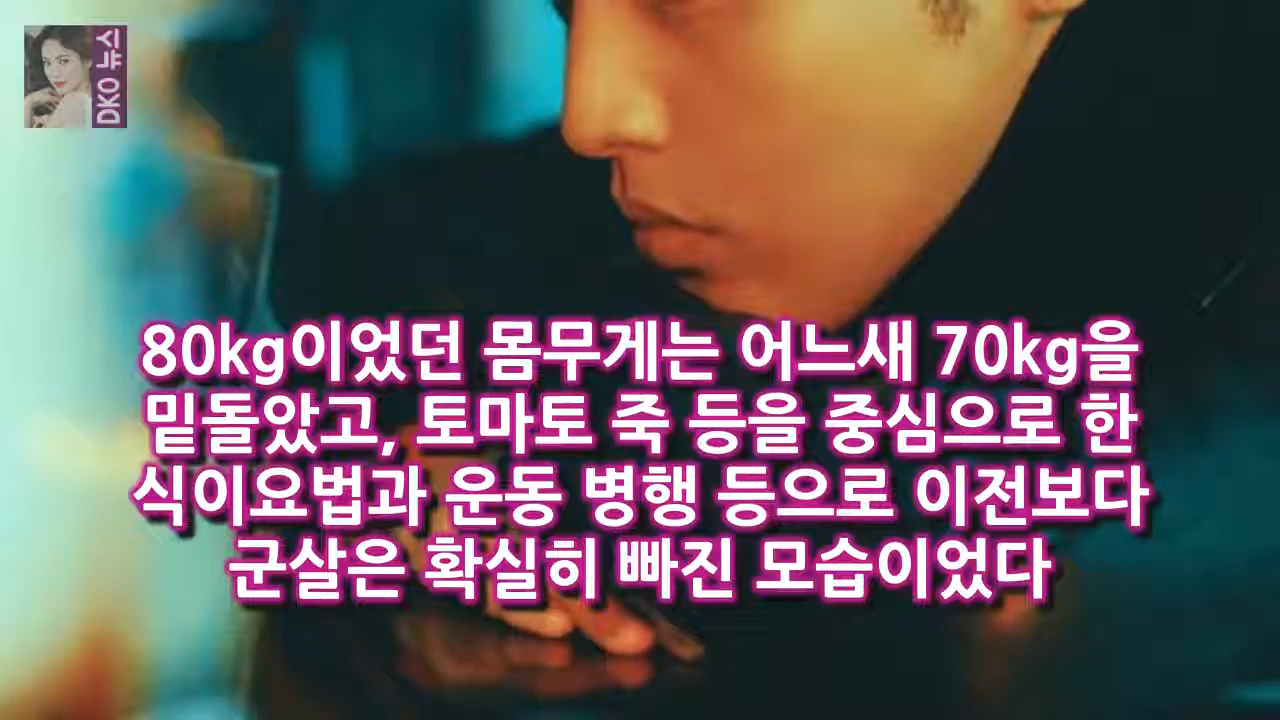 DKO 뉴스
80kg이었던 몸무게는 어느새 70kg을
밑돌았고, 토마토 죽 등을 중심으로 한
식이요법과 운동 병행 등으로 이전보다
군살은 확실히 빠진 모습이었다